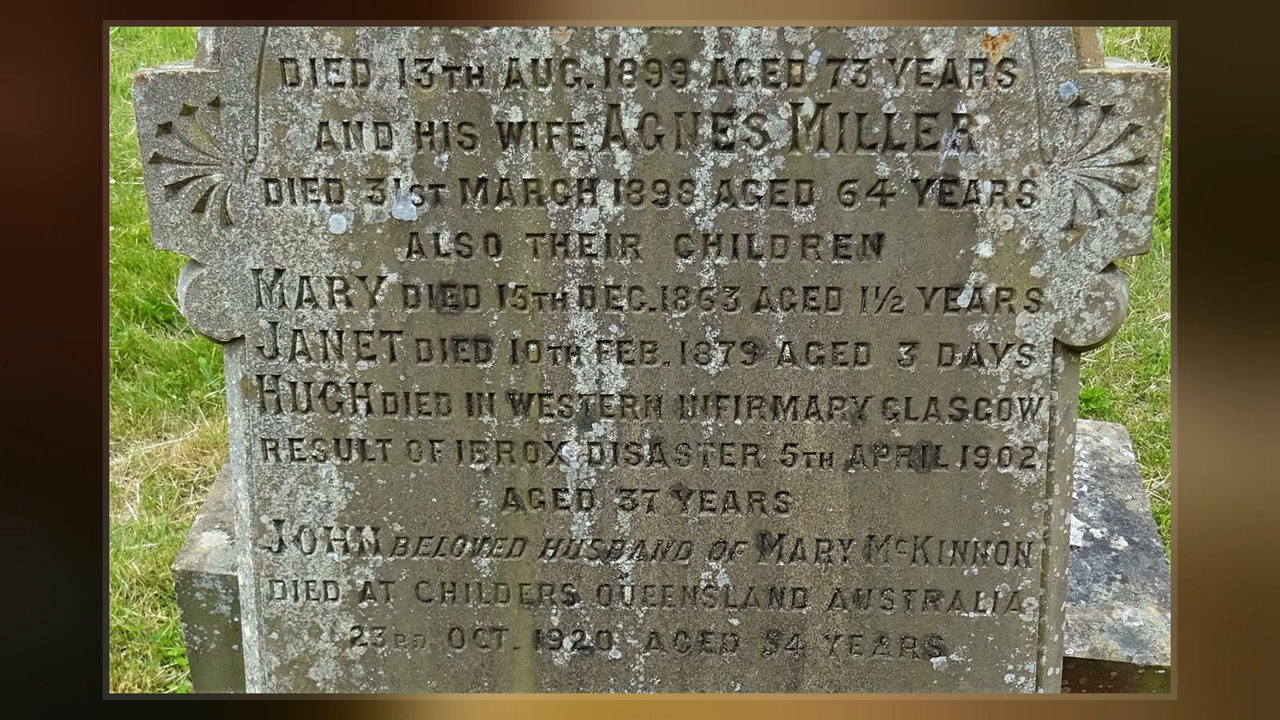 DIED 13TH AUG. 1899 AGED 73 YEARS
AND HIS WIFE AGNES MILLER
DIED 31ST MARCH 1898 AGED 64 YEARS
ALSO THEIR CHILDREN
MARY DIED 15TH DEC. 1863 AGED 1½ YEARS
JANET DIED 10TH FEB. 1879 AGED 3 DAYS
HUGH DIED IN WESTERN INFIRMARY GLASGOW
RESULT OF IBROX DISASTER 5TH APRIL 1902
AGED 37 YEARS
JOHN BELOVED HUSBAND OF MARY McKINNON
DIED AT CHILDERS QUEENSLAND AUSTRALIA
23RD OCT. 1920 AGED 54 YEARS